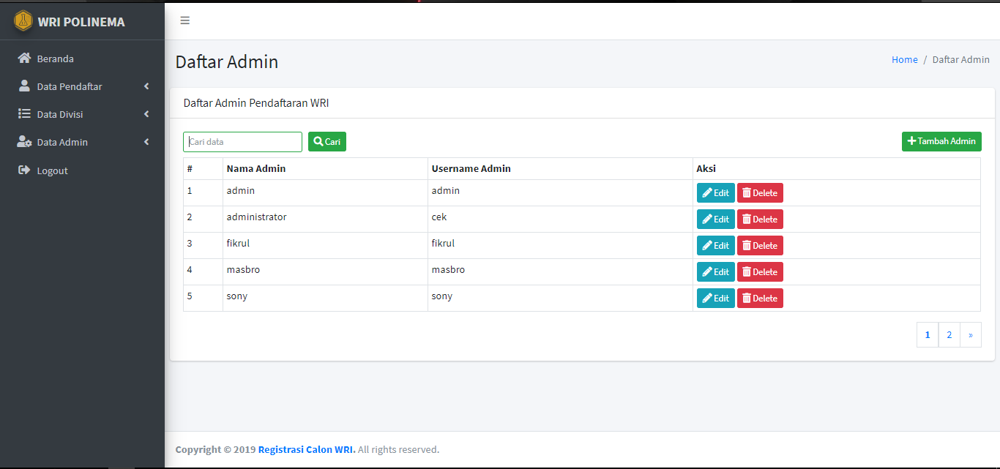 WRI POLINEMA
Beranda
Data Pendaftar
Data Divisi
Data Admin
Logout
Daftar Admin
Home / Daftar Admin
Daftar Admin Pendaftaran WRI
Cari data
Cari
Tambah Admin
# Nama Admin Username Admin Aksi
1 admin admin Edit Delete
2 administrator cek Edit Delete
3 fikrul fikrul Edit Delete
4 masbro masbro Edit Delete
5 sony sony Edit Delete
1 2 »
Copyright © 2019 Registrasi Calon WRI. All rights reserved.